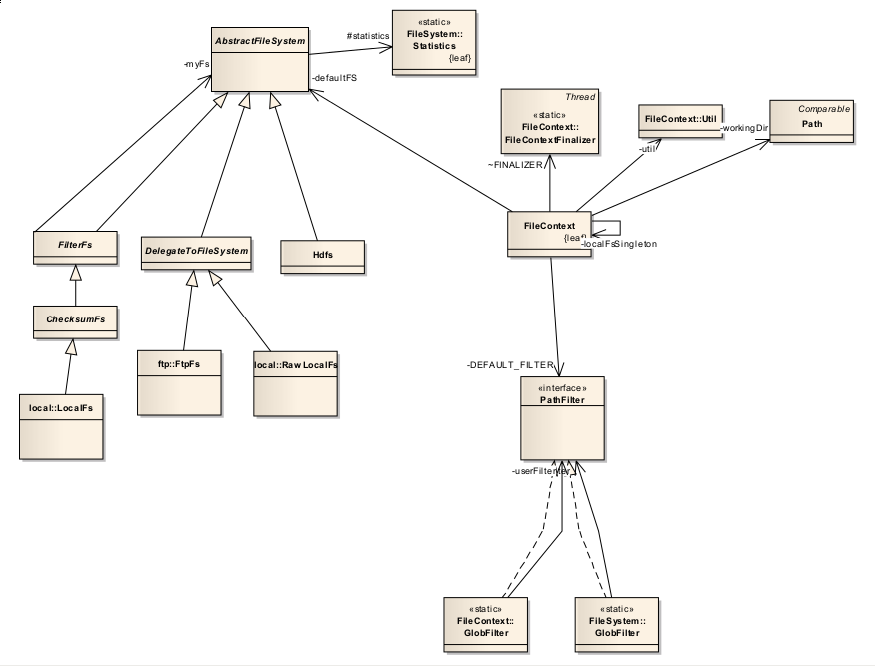 «static»
FileSystem::
Statistics
{leaf}
AbstractFileSystem
#statistics
-myFs
-defaultFS
Thread
«static»
FileContext::
FileContextFinalizer
FileContext::Util
-workingDir
Comparable
Path
-util
~FINALIZER
FileContext
{leaf}
-localFsSingleton
FilterFs
DelegateToFileSystem
Hdfs
ChecksumFs
ftp::FtpFs
local::RawLocalFs
local::LocalFs
-DEFAULT_FILTER
«interface»
PathFilter
-userFilter
«static»
FileContext::
GlobFilter
«static»
FileSystem::
GlobFilter